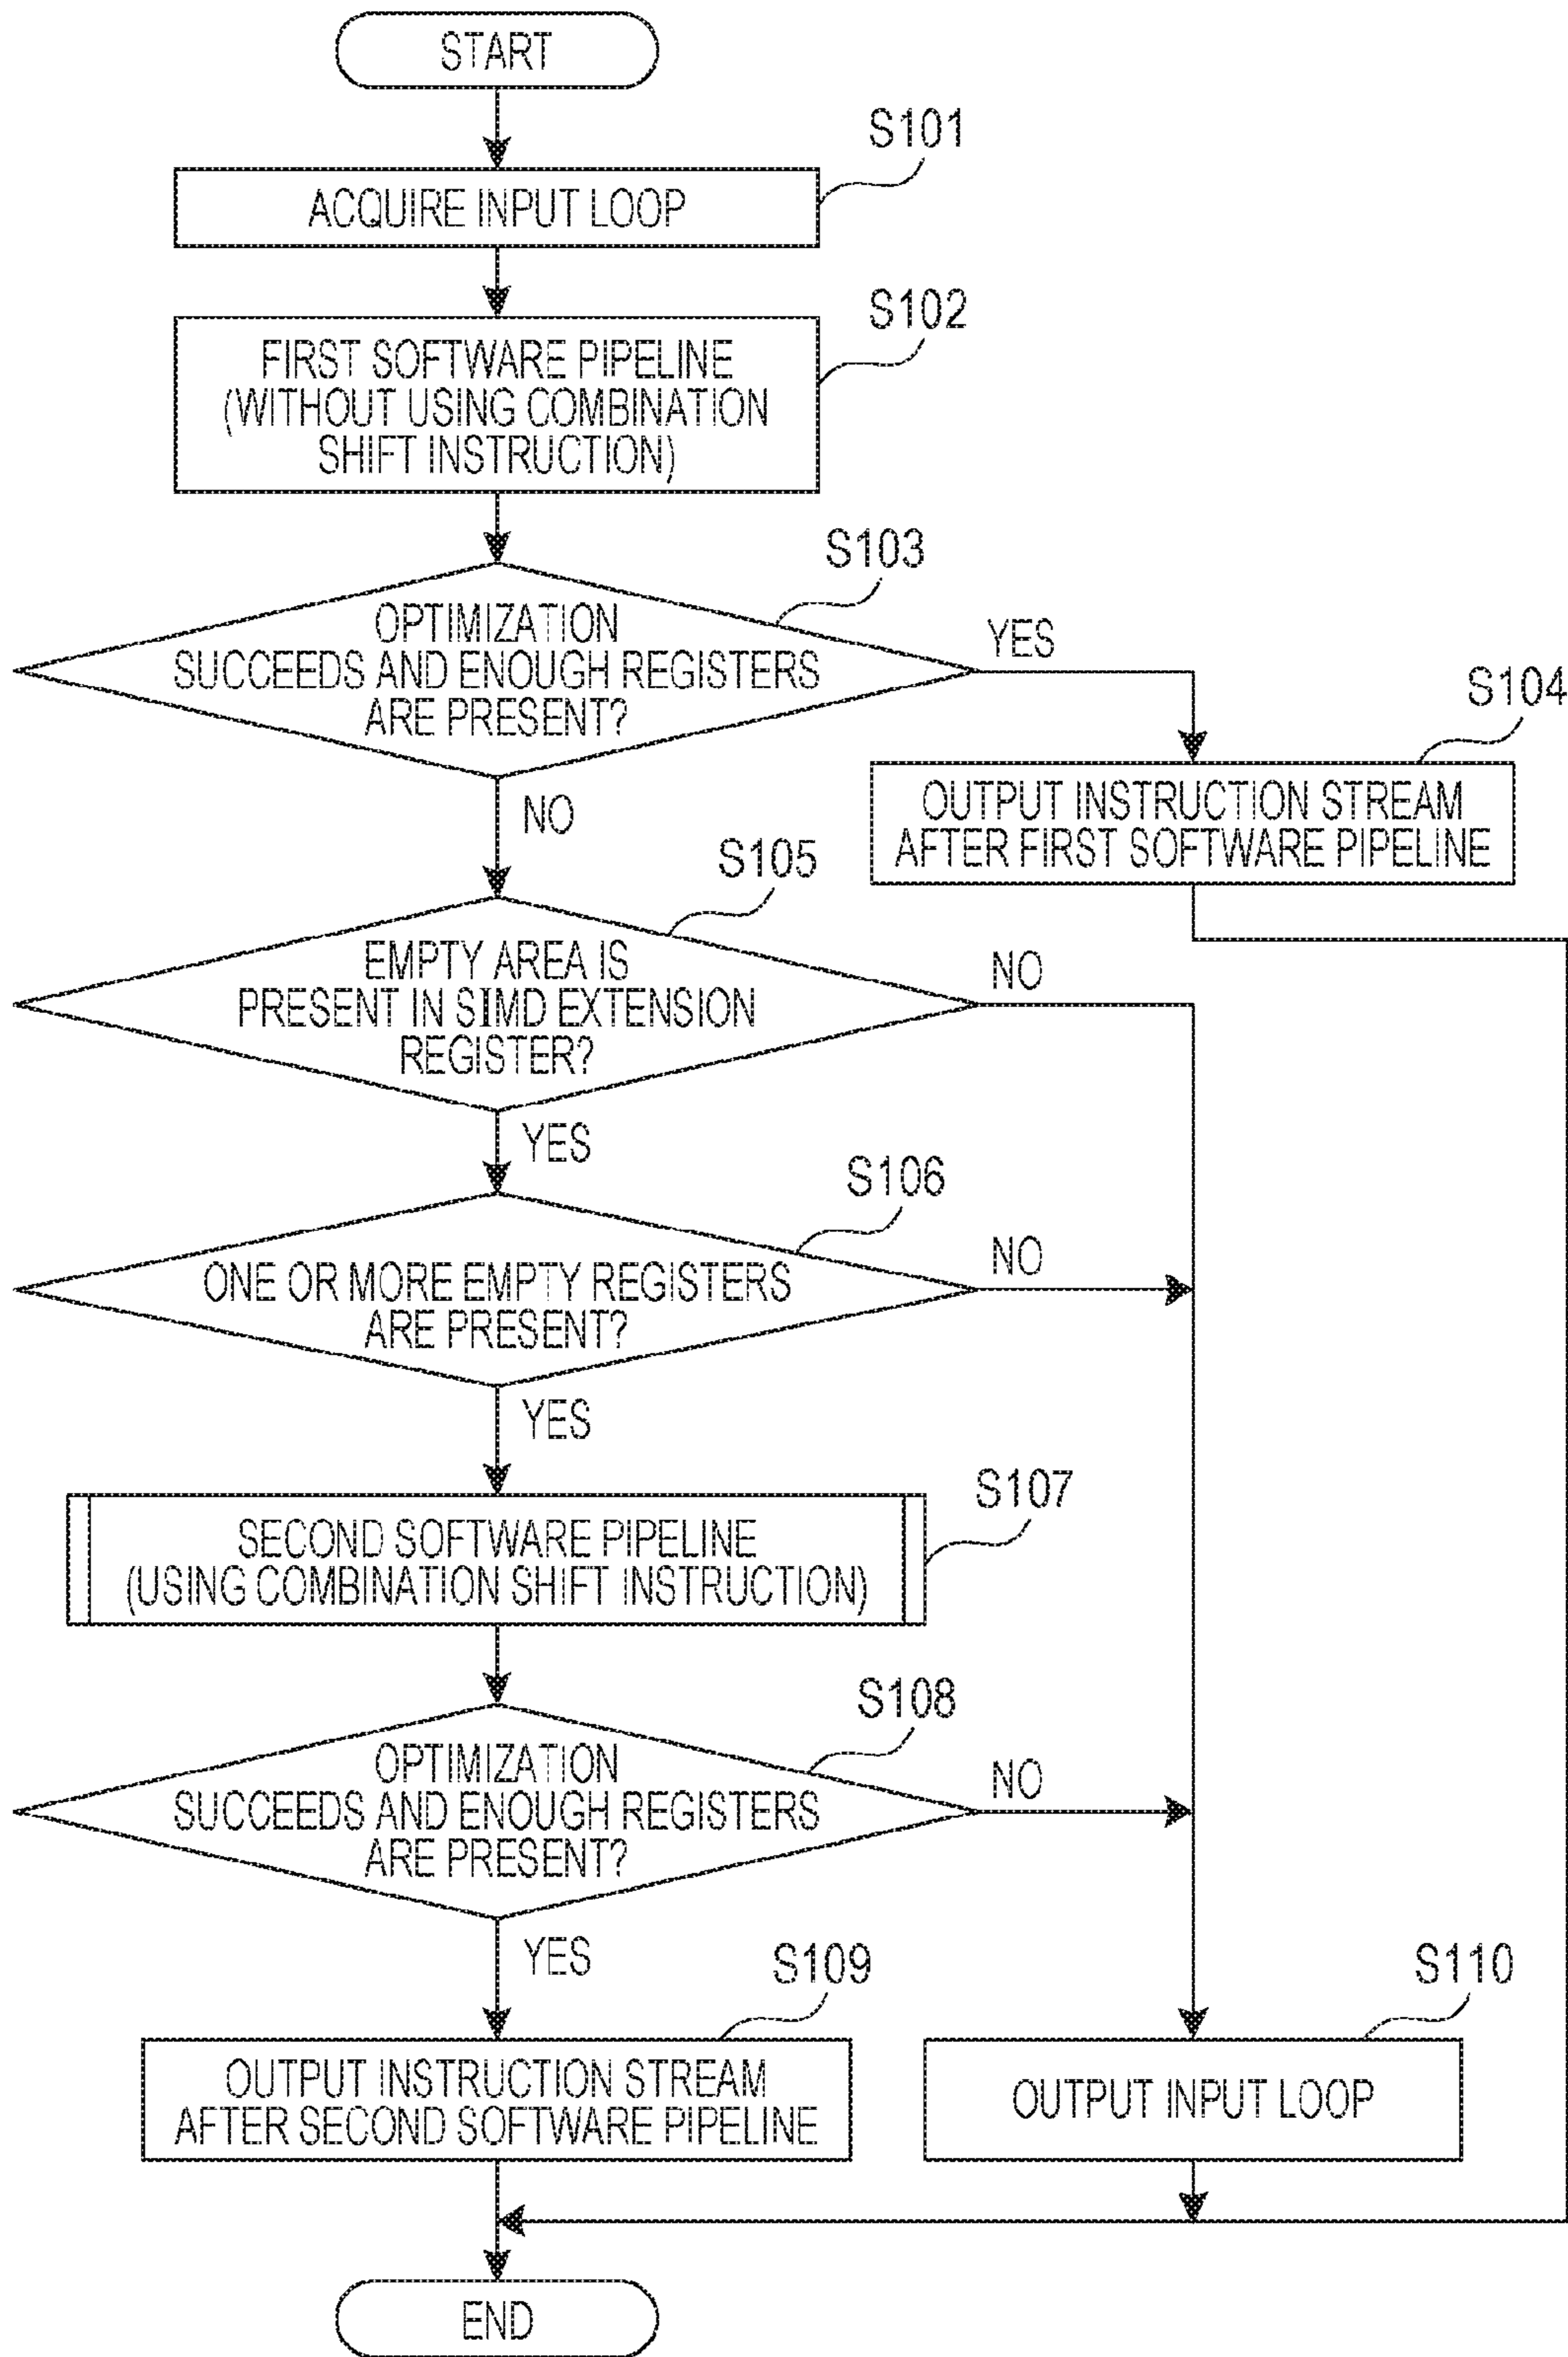 START
S101
ACQUIRE INPUT LOOP
S102
FIRST SOFTWARE PIPELINE
(WITHOUT USING COMBINATION
SHIFT INSTRUCTION)
S103
OPTIMIZATION
SUCCEEDS AND ENOUGH REGISTERS
ARE PRESENT?
YES
S104
OUTPUT INSTRUCTION STREAM
AFTER FIRST SOFTWARE PIPELINE
NO
S105
EMPTY AREA IS
PRESENT IN SIMD EXTENSION
REGISTER?
NO
YES
S106
ONE OR MORE EMPTY REGISTERS
ARE PRESENT?
NO
YES
S107
SECOND SOFTWARE PIPELINE
(USING COMBINATION SHIFT INSTRUCTION)
S108
OPTIMIZATION
SUCCEEDS AND ENOUGH REGISTERS
ARE PRESENT?
NO
YES
S109
OUTPUT INSTRUCTION STREAM
AFTER SECOND SOFTWARE PIPELINE
S110
OUTPUT INPUT LOOP
END